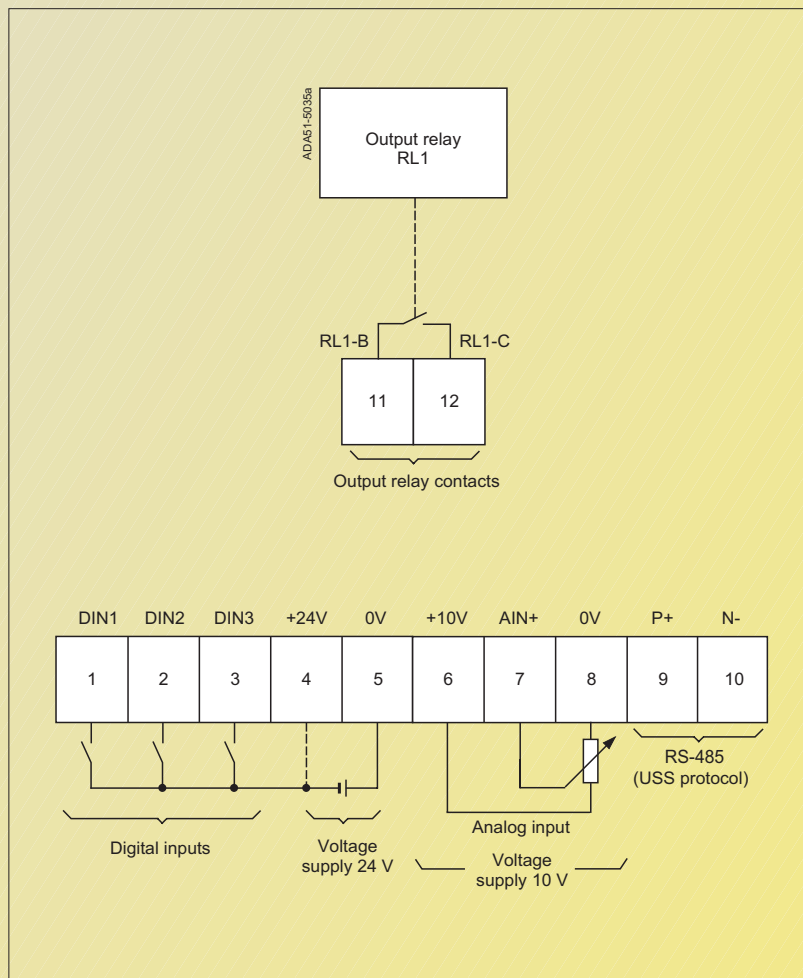 ADA51-5035a
Output relay
RL1
RL1-B
RL1-C
11
12
Output relay contacts
DIN1
DIN2
DIN3
+24V
0V
+10V
AIN+
0V
P+
N-
1
2
3
4
5
6
7
8
9
10
RS-485
(USS protocol)
Analog input
Digital inputs
Voltage
supply 24 V
Voltage
supply 10 V